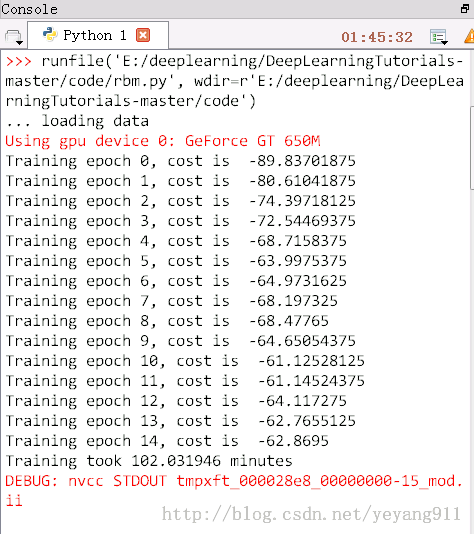 Console
Python 1
01:45:32
>>> runfile('E:/deeplearning/DeepLearningTutorials-
master/code/rbm.py', wdir=r'E:/deeplearning/DeepLea
rningTutorials-master/code')
... loading data
Using gpu device 0: GeForce GT 650M
Training epoch 0, cost is  -89.83701875
Training epoch 1, cost is  -80.61041875
Training epoch 2, cost is  -74.39718125
Training epoch 3, cost is  -72.54469375
Training epoch 4, cost is  -68.7158375
Training epoch 5, cost is  -63.9975375
Training epoch 6, cost is  -64.9731625
Training epoch 7, cost is  -68.197325
Training epoch 8, cost is  -68.47765
Training epoch 9, cost is  -64.65054375
Training epoch 10, cost is  -61.12528125
Training epoch 11, cost is  -61.14524375
Training epoch 12, cost is  -64.117275
Training epoch 13, cost is  -62.7655125
Training epoch 14, cost is  -62.8695
Training took 102.031946 minutes
DEBUG: nvcc STDOUT tmpxft_000028e8_00000000-15_mod.
ii
http://blog.csdn.net/yeyang911